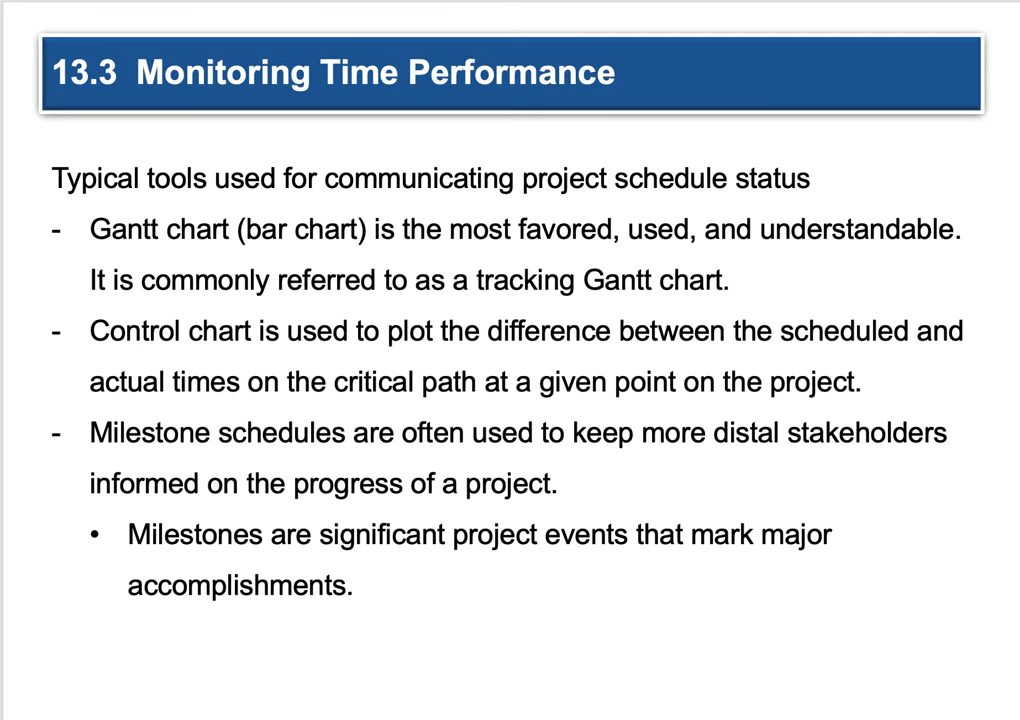 13.3  Monitoring Time Performance
Typical tools used for communicating project schedule status
- Gantt chart (bar chart) is the most favored, used, and understandable.
It is commonly referred to as a tracking Gantt chart.
- Control chart is used to plot the difference between the scheduled and
actual times on the critical path at a given point on the project.
- Milestone schedules are often used to keep more distal stakeholders
informed on the progress of a project.
• Milestones are significant project events that mark major
accomplishments.